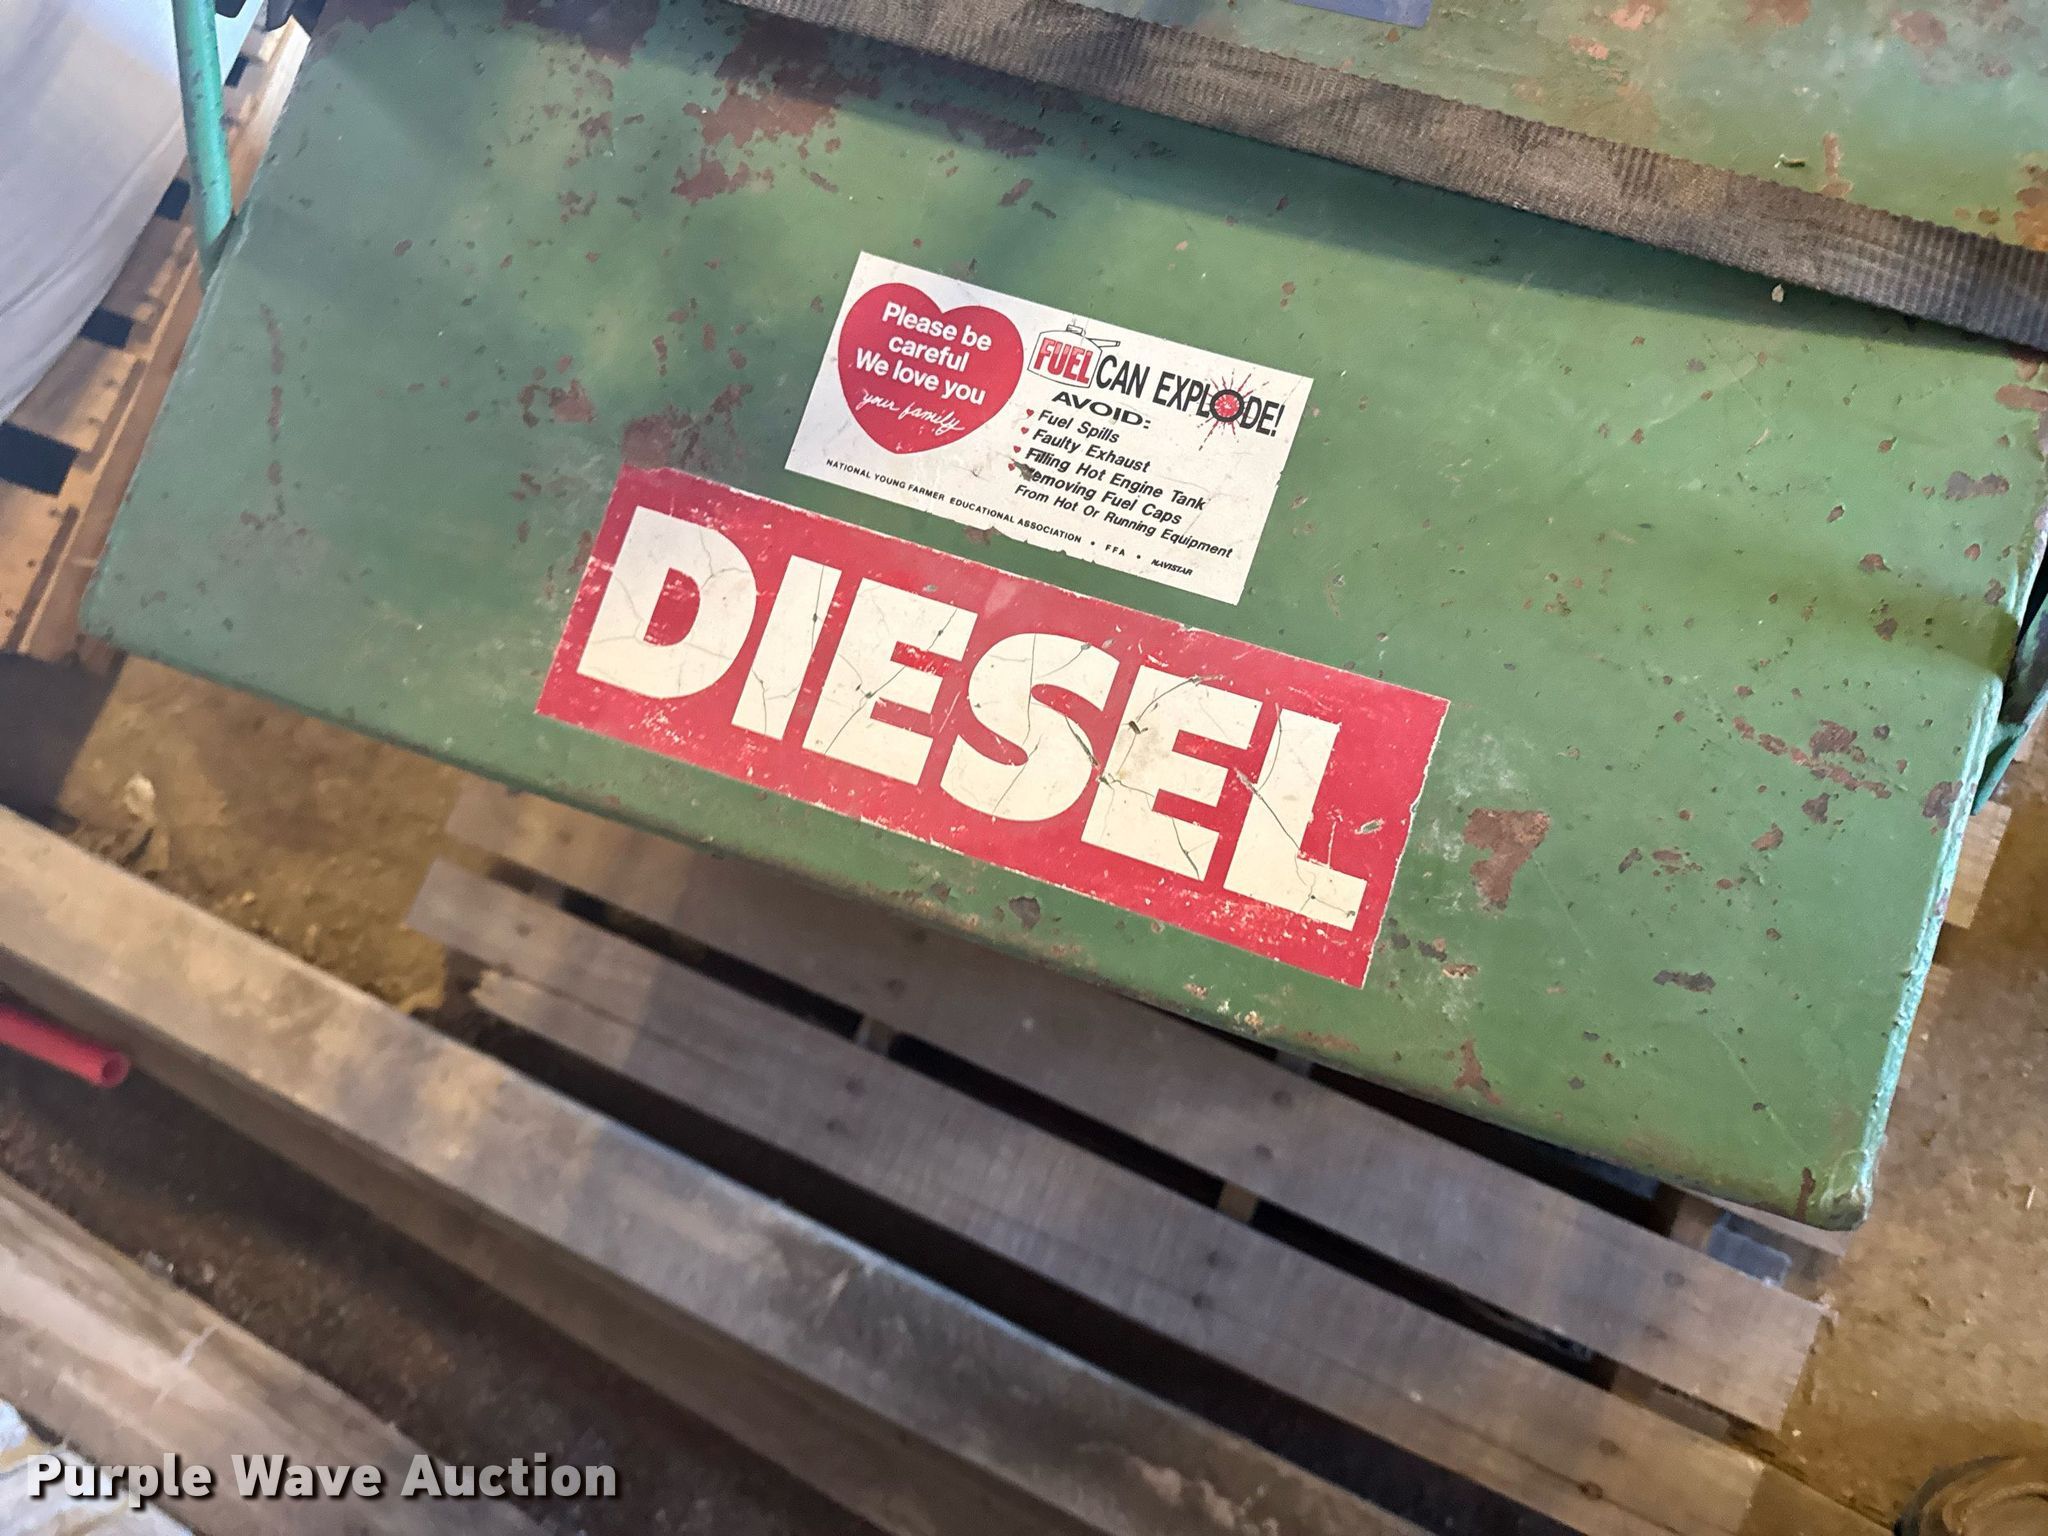 Please be
careful
We love you
your family
FUEL CAN EXPLODE!
AVOID:
Fuel Spills
Faulty Exhaust
Filling Hot Engine Tank
Removing Fuel Caps
From Hot Or Running Equipment
NATIONAL YOUNG FARMER EDUCATIONAL ASSOCIATION • FFA • NAVISTAR
DIESEL
Purple Wave Auction